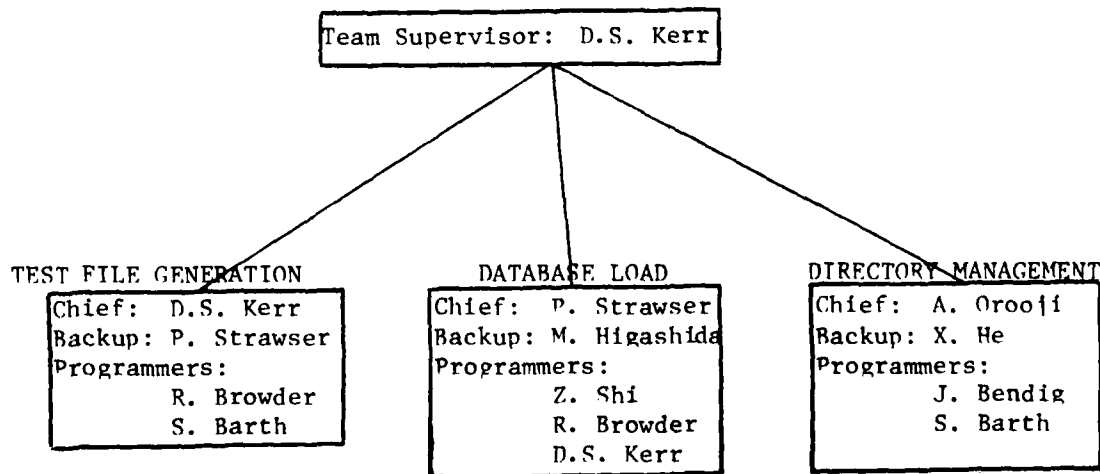 Team Supervisor: D.S. Kerr
TEST FILE GENERATION
Chief: D.S. Kerr
Backup: P. Strawser
Programmers:
R. Browder
S. Barth
DATABASE LOAD
Chief: P. Strawser
Backup: M. Higashida
Programmers:
Z. Shi
R. Browder
D.S. Kerr
DIRECTORY MANAGEMENT
Chief: A. Orooji
Backup: X. He
Programmers:
J. Bendig
S. Barth